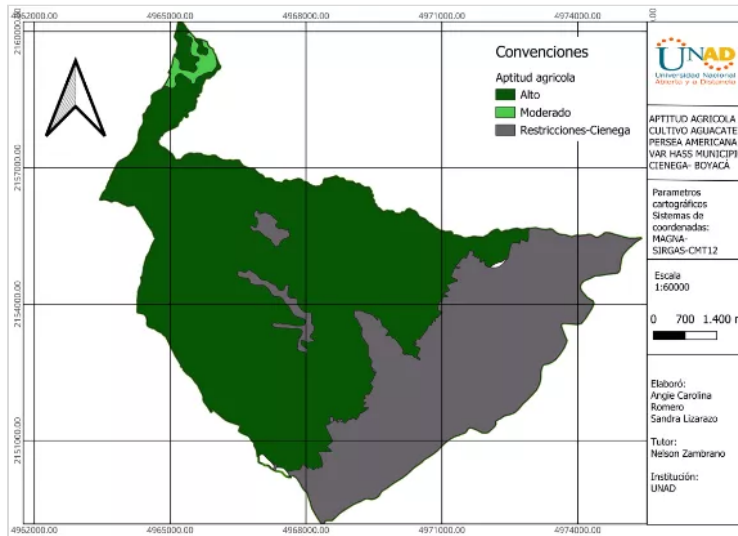 4962000.00 4965000.00 4968000.00 4971000.00 4974000.00
2160000.00
2157000.00
2154000.00
2151000.00
Convenciones
Aptitud agricola
Alto
Moderado
Restricciones-Cienega
UNAD
Universidad Nacional
Abierta y a Distancia
APTITUD AGRICOLA
CULTIVO AGUACATE
PERSEA AMERICANA
VAR HASS MUNICIPI
CIENEGA- BOYACÁ
Parametros
cartográficos
Sistemas de
coordenadas:
MAGNA-
SIRGAS-CMT12
Escala
1:60000
0 700 1.400 m
Elaboró:
Angie Carolina
Romero
Sandra Lizarazo
Tutor:
Nelson Zambrano
Institución:
UNAD
4962000.00 4965000.00 4968000.00 4971000.00 4974000.00